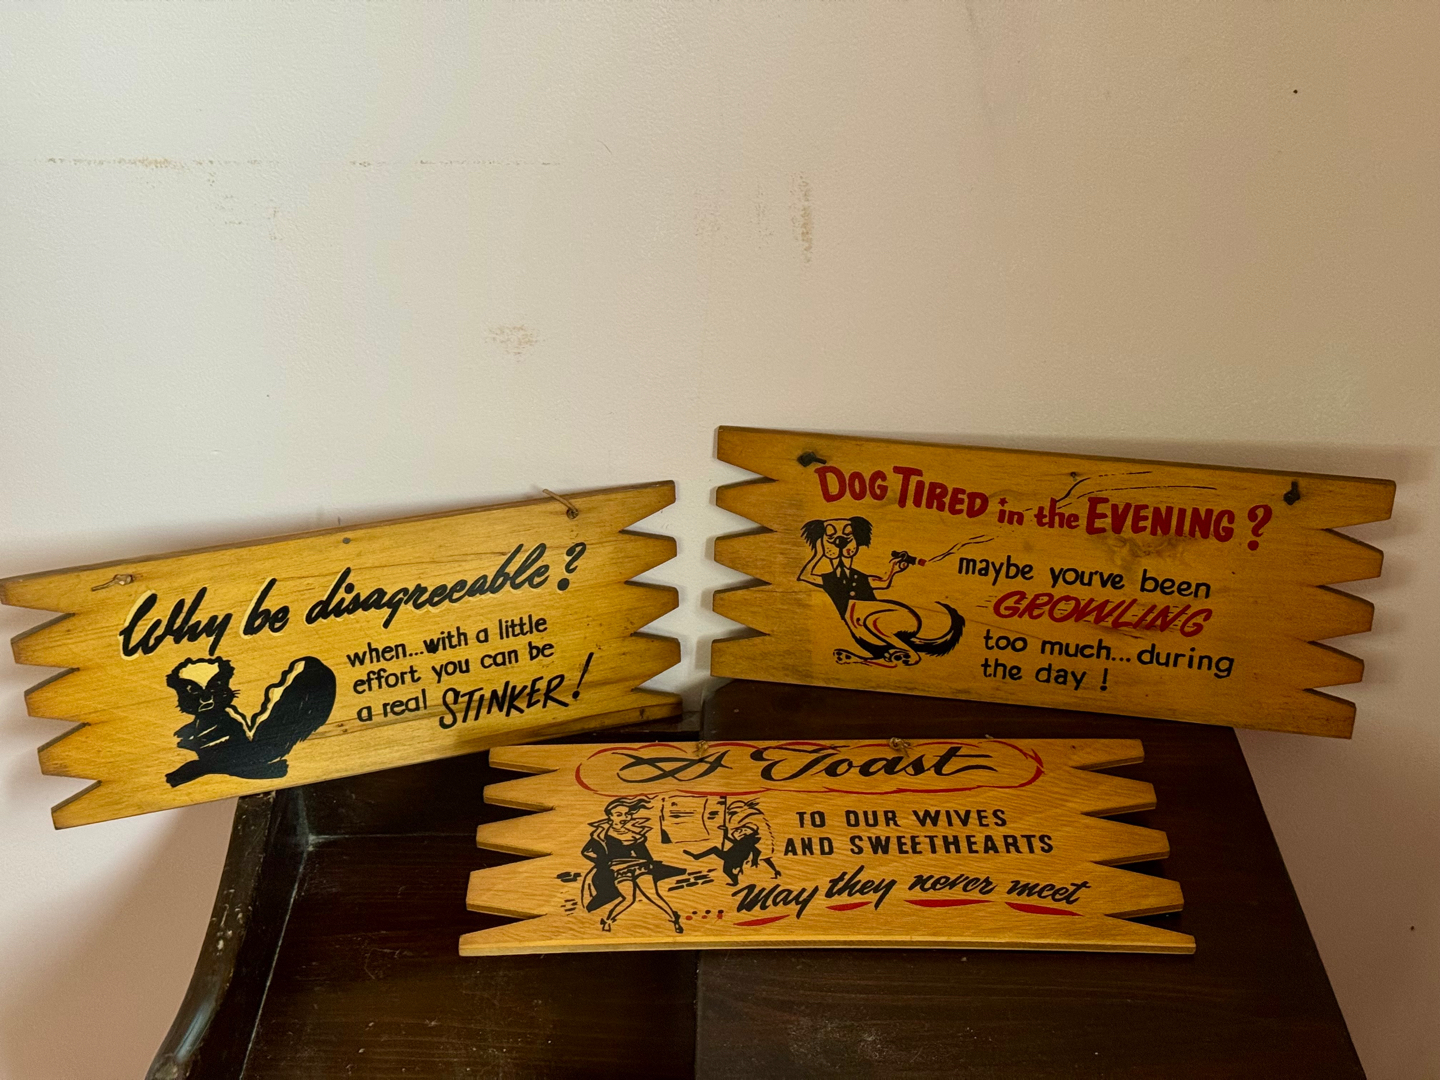 Why be disagreeable?
when...with a little
effort you can be
a real STINKER!
DOG TIRED in the EVENING?
maybe you've been
GROWLING
too much...during
the day!
A Toast
TO OUR WIVES
AND SWEETHEARTS
May they never meet